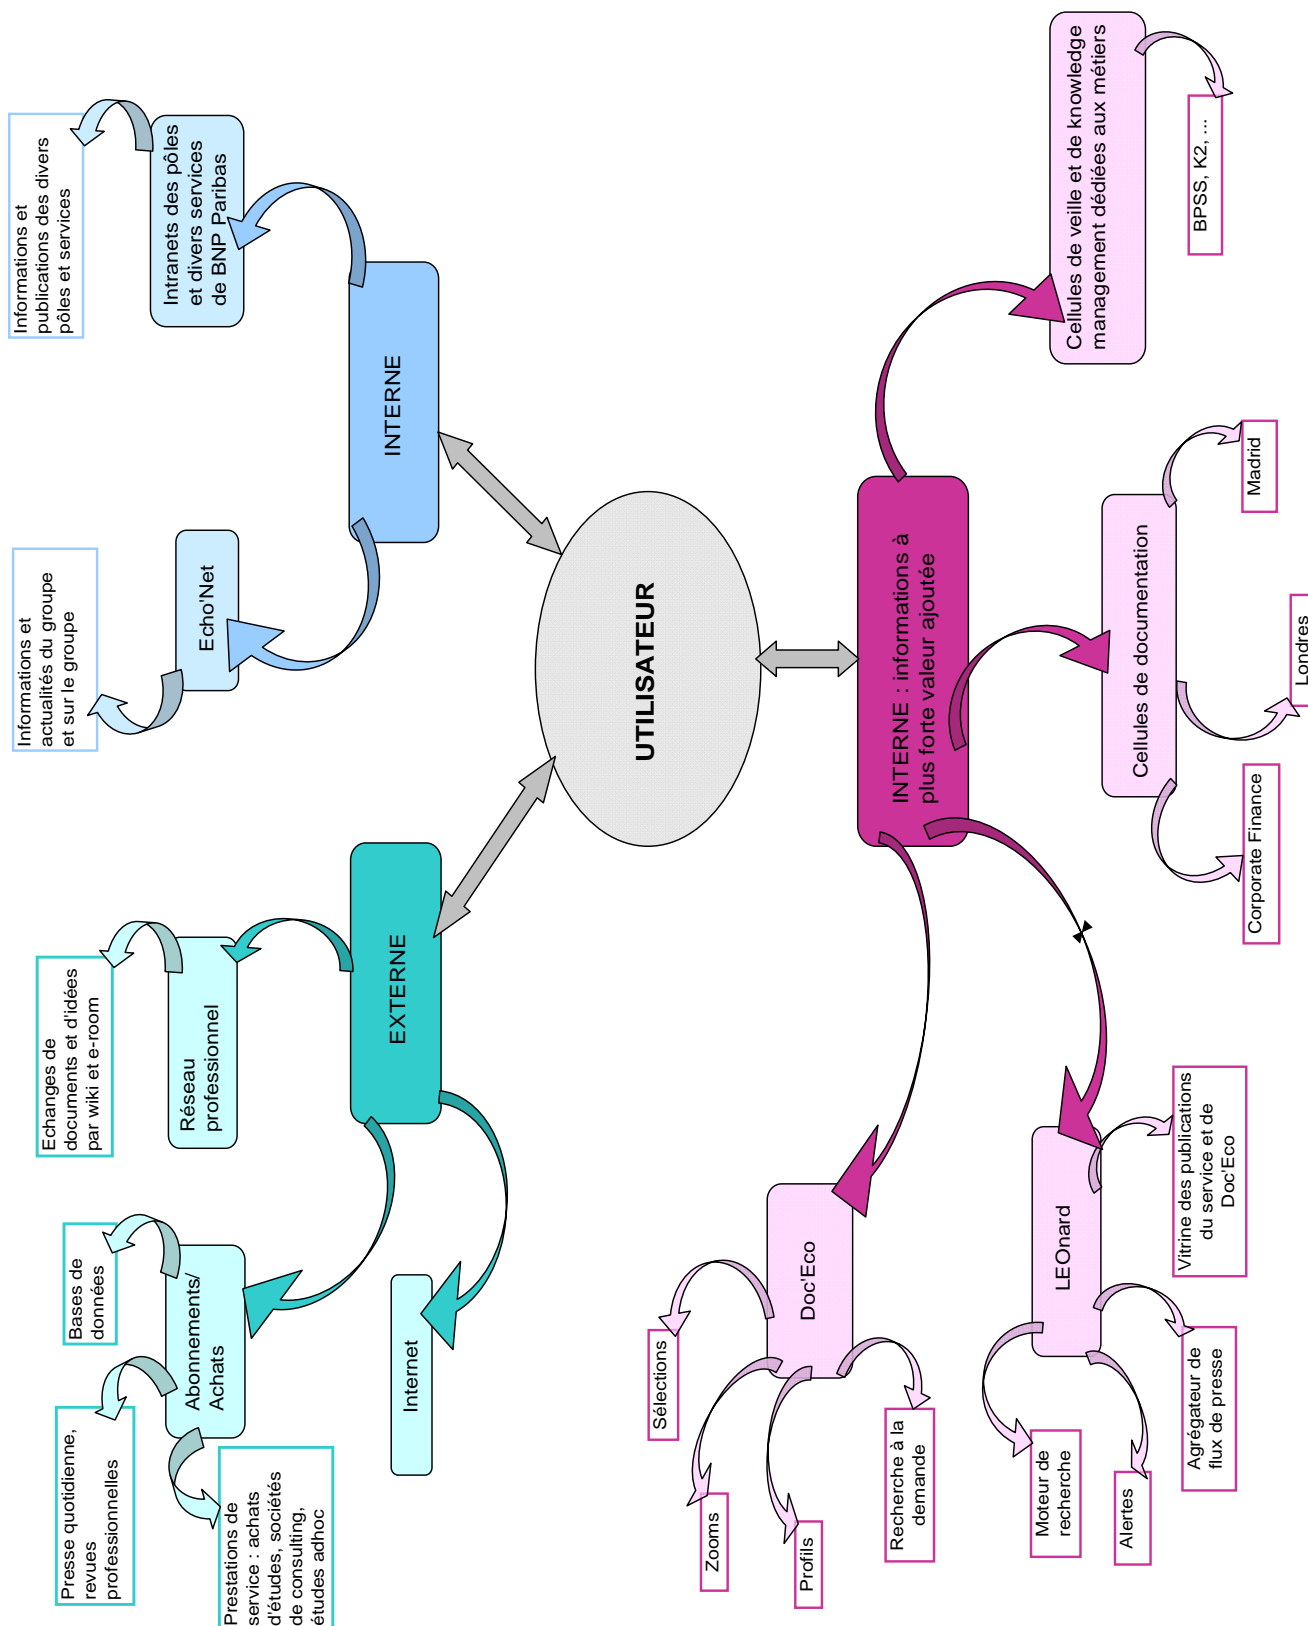 Presse quotidienne,
revues
professionnelles
Bases de
données
Echanges de
documents et d'idées
par wiki et e-room
Informations et
actualités du groupe
et sur le groupe
Informations et
publications des divers
pôles et services
Prestations de
service : achats
d'études, sociétés
de consulting,
études adhoc
Abonnements/
Achats
Réseau
professionnel
Echo'Net
Intranets des pôles
et divers services
de BNP Paribas
Internet
EXTERNE
INTERNE
UTILISATEUR
INTERNE : informations à
plus forte valeur ajoutée
Sélections
Zooms
Profils
Recherche à la
demande
Doc'Eco
Moteur de
recherche
Alertes
Agrégateur de
flux de presse
LEOnard
Vitrine des publications
du service et de
Doc'Eco
Cellules de documentation
Corporate Finance
Londres
Madrid
Cellules de veille et de knowledge
management dédiées aux métiers
BPSS, K2, ...